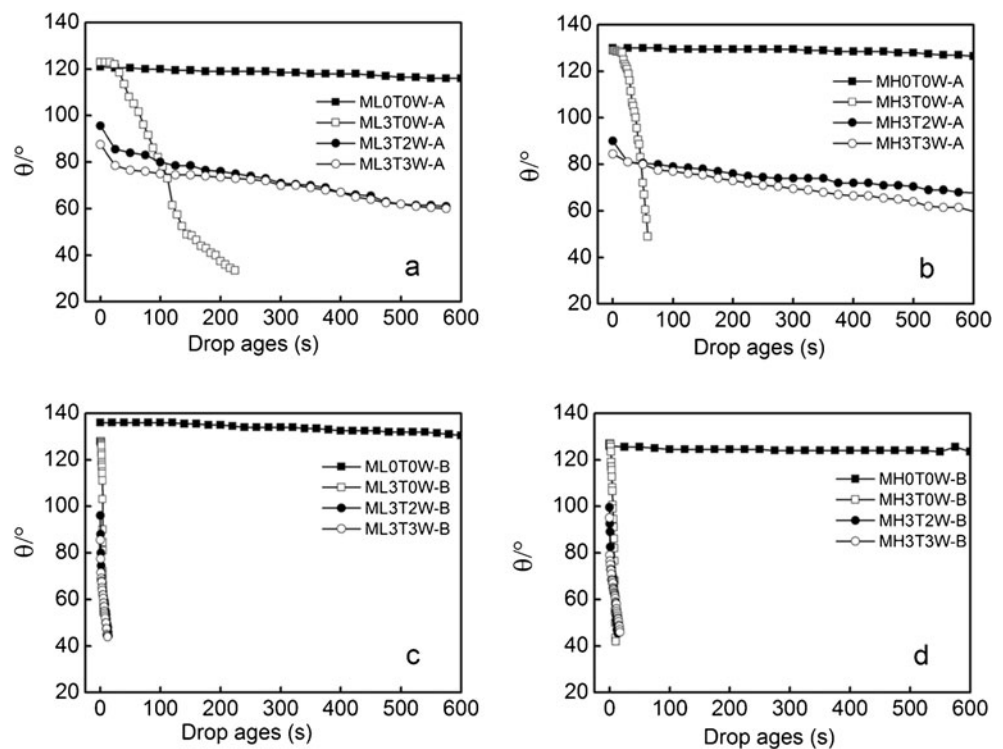 140
120
100
80
60
40
20
θ/°
0 100 200 300 400 500 600
Drop ages (s)
ML0T0W-A
ML3T0W-A
ML3T2W-A
ML3T3W-A
a
140
120
100
80
60
40
20
θ/°
0 100 200 300 400 500 600
Drop ages (s)
MH0T0W-A
MH3T0W-A
MH3T2W-A
MH3T3W-A
b
140
120
100
80
60
40
20
θ/°
0 100 200 300 400 500 600
Drop ages (s)
ML0T0W-B
ML3T0W-B
ML3T2W-B
ML3T3W-B
c
140
120
100
80
60
40
20
θ/°
0 100 200 300 400 500 600
Drop ages (s)
MH0T0W-B
MH3T0W-B
MH3T2W-B
MH3T3W-B
d